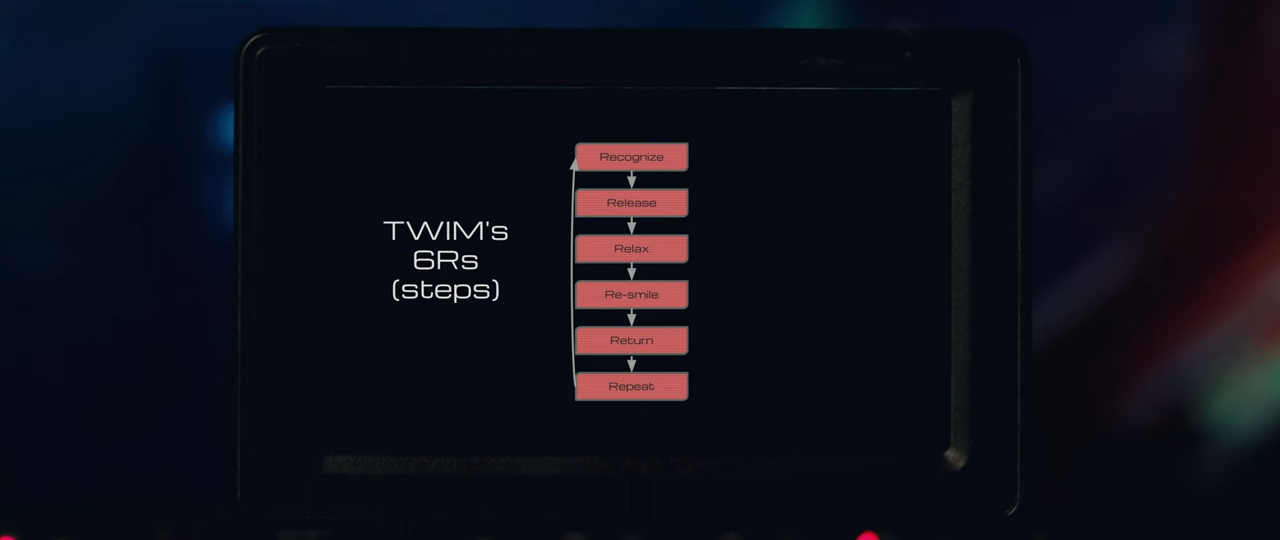 TWIM's
6Rs
(steps)
Recognize
Release
Relax
Re-smile
Return
Repeat